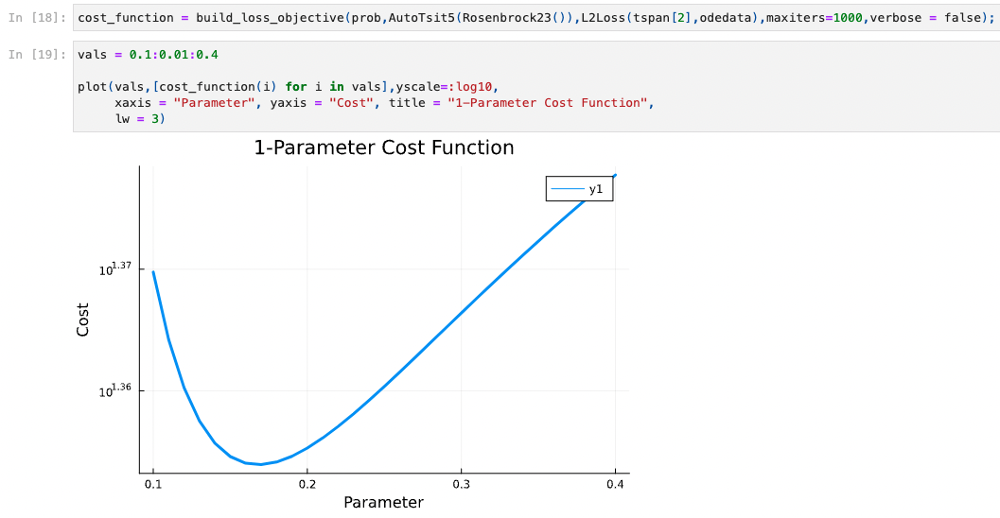 In [18]: cost_function = build_loss_objective(prob,AutoTsit5(Rosenbrock23()),L2Loss(tspan[2],odedata),maxiters=1000,verbose = false);
In [19]: vals = 0.1:0.01:0.4
plot(vals,[cost_function(i) for i in vals],yscale=:log10,
xaxis = "Parameter", yaxis = "Cost", title = "1-Parameter Cost Function",
lw = 3)
1-Parameter Cost Function
y1
10^1.37
Cost
10^1.36
0.1 0.2 0.3 0.4
Parameter